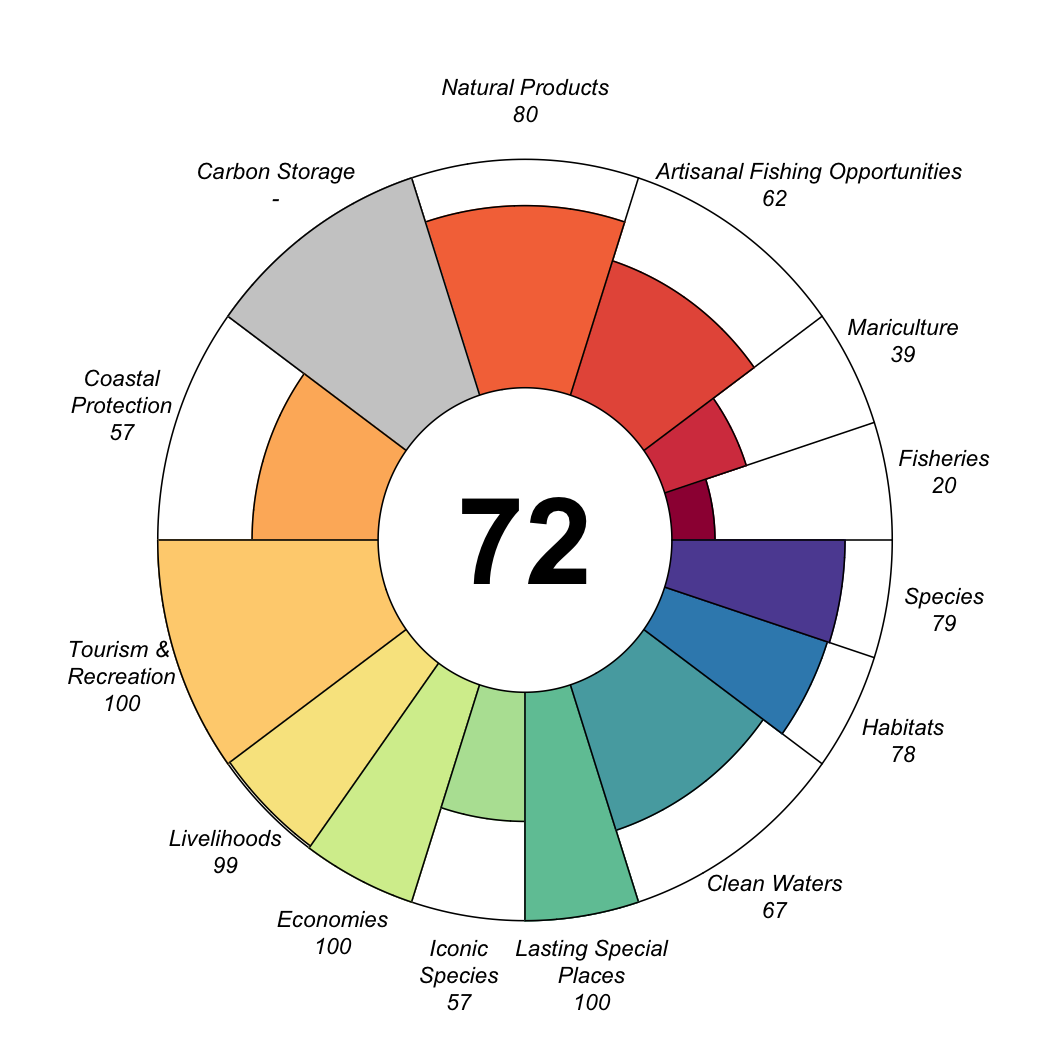 Natural Products
80
Artisanal Fishing Opportunities
62
Carbon Storage
-
Mariculture
39
Coastal
Protection
57
Fisheries
20
72
Species
79
Tourism &
Recreation
100
Habitats
78
Livelihoods
99
Clean Waters
67
Economies
100
Iconic
Species
57
Lasting Special
Places
100